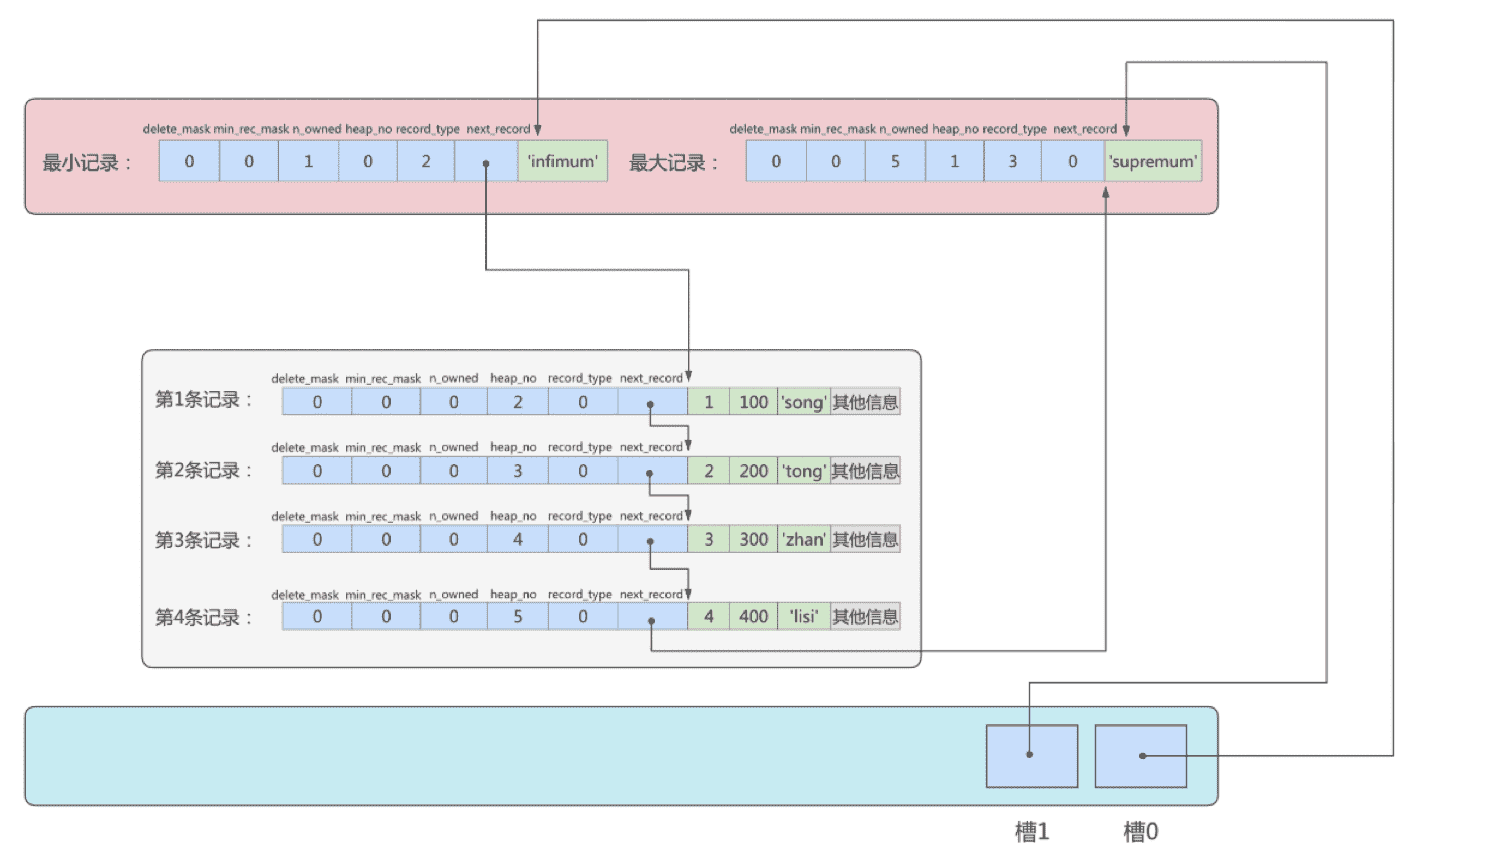 delete_mask min_rec_mask n_owned heap_no record_type next_record
最小记录： 0 0 1 0 2 'infimum'
delete_mask min_rec_mask n_owned heap_no record_type next_record
最大记录： 0 0 5 1 3 0 'supremum'
delete_mask min_rec_mask n_owned heap_no record_type next_record
第1条记录： 0 0 0 2 0 1 100 'song' 其他信息
delete_mask min_rec_mask n_owned heap_no record_type next_record
第2条记录： 0 0 0 3 0 2 200 'tong' 其他信息
delete_mask min_rec_mask n_owned heap_no record_type next_record
第3条记录： 0 0 0 4 0 3 300 'zhan' 其他信息
delete_mask min_rec_mask n_owned heap_no record_type next_record
第4条记录： 0 0 0 5 0 4 400 'lisi' 其他信息
槽1 槽0